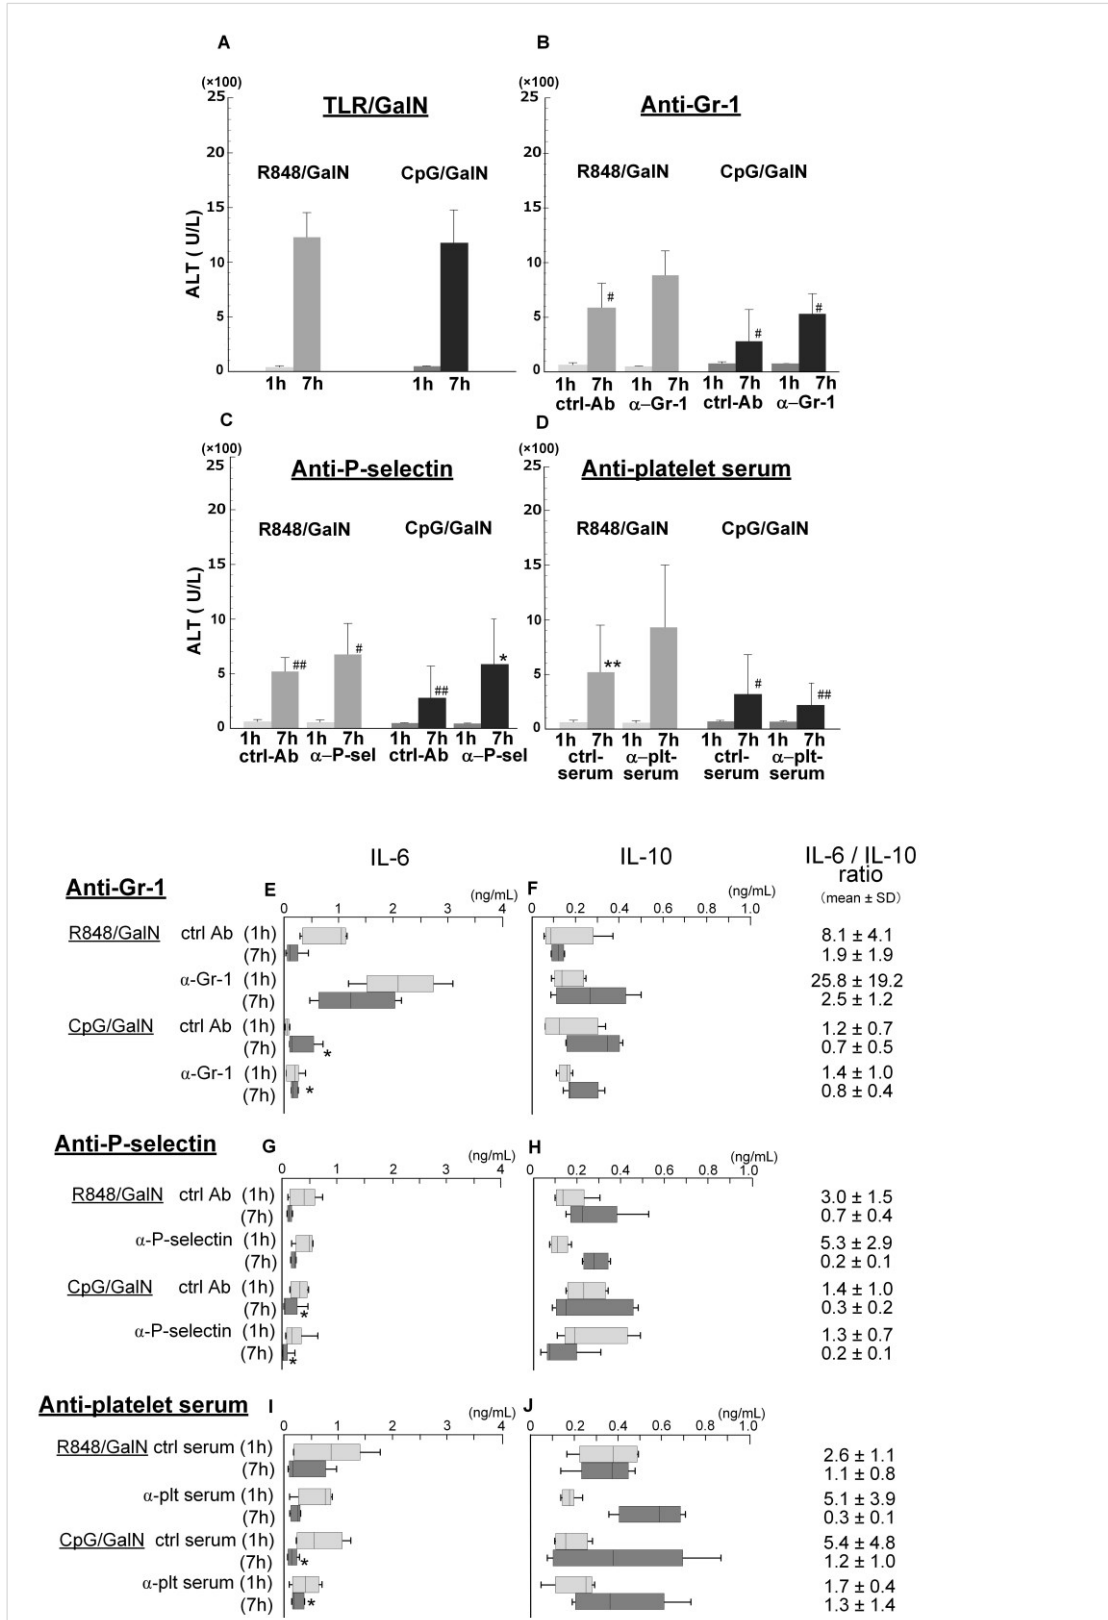 A
(×100)
25
20
15
10
5
0
ALT ( U/L)
TLR/GalN
R848/GalN
CpG/GalN
1h 7h
1h 7h
B
(×100)
25
20
15
10
5
0
Anti-Gr-1
R848/GalN
CpG/GalN
#
#
#
1h 7h 1h 7h 1h 7h 1h 7h
ctrl-Ab α–Gr-1 ctrl-Ab α–Gr-1
C
(×100)
25
20
15
10
5
0
ALT ( U/L)
Anti-P-selectin
R848/GalN
CpG/GalN
##
#
##
*
1h 7h 1h 7h 1h 7h 1h 7h
ctrl-Ab α–P-sel ctrl-Ab α–P-sel
D
(×100)
25
20
15
10
5
0
Anti-platelet serum
R848/GalN
CpG/GalN
**
#
##
1h 7h 1h 7h 1h 7h 1h 7h
ctrl- α–plt- ctrl- α–plt-
serum serum serum serum
IL-6 IL-10 IL-6 / IL-10
ratio
(mean ± SD)
Anti-Gr-1 E (ng/mL) F (ng/mL)
0 1 2 3 4 0 0.2 0.4 0.6 0.8 1.0
R848/GalN ctrl Ab (1h) 8.1 ± 4.1
(7h) 1.9 ± 1.9
α-Gr-1 (1h) 25.8 ± 19.2
(7h) 2.5 ± 1.2
CpG/GalN ctrl Ab (1h) 1.2 ± 0.7
(7h) * 0.7 ± 0.5
α-Gr-1 (1h) 1.4 ± 1.0
(7h) * 0.8 ± 0.4
Anti-P-selectin G (ng/mL) H (ng/mL)
0 1 2 3 4 0 0.2 0.4 0.6 0.8 1.0
R848/GalN ctrl Ab (1h) 3.0 ± 1.5
(7h) 0.7 ± 0.4
α-P-selectin (1h) 5.3 ± 2.9
(7h) 0.2 ± 0.1
CpG/GalN ctrl Ab (1h) 1.4 ± 1.0
(7h) * 0.3 ± 0.2
α-P-selectin (1h) 1.3 ± 0.7
(7h) * 0.2 ± 0.1
Anti-platelet serum I (ng/mL) J (ng/mL)
0 1 2 3 4 0 0.2 0.4 0.6 0.8 1.0
R848/GalN ctrl serum (1h) 2.6 ± 1.1
(7h) 1.1 ± 0.8
α-plt serum (1h) 5.1 ± 3.9
(7h) 0.3 ± 0.1
CpG/GalN ctrl serum (1h) 5.4 ± 4.8
(7h) * 1.2 ± 1.0
α-plt serum (1h) 1.7 ± 0.4
(7h) * 1.3 ± 1.4